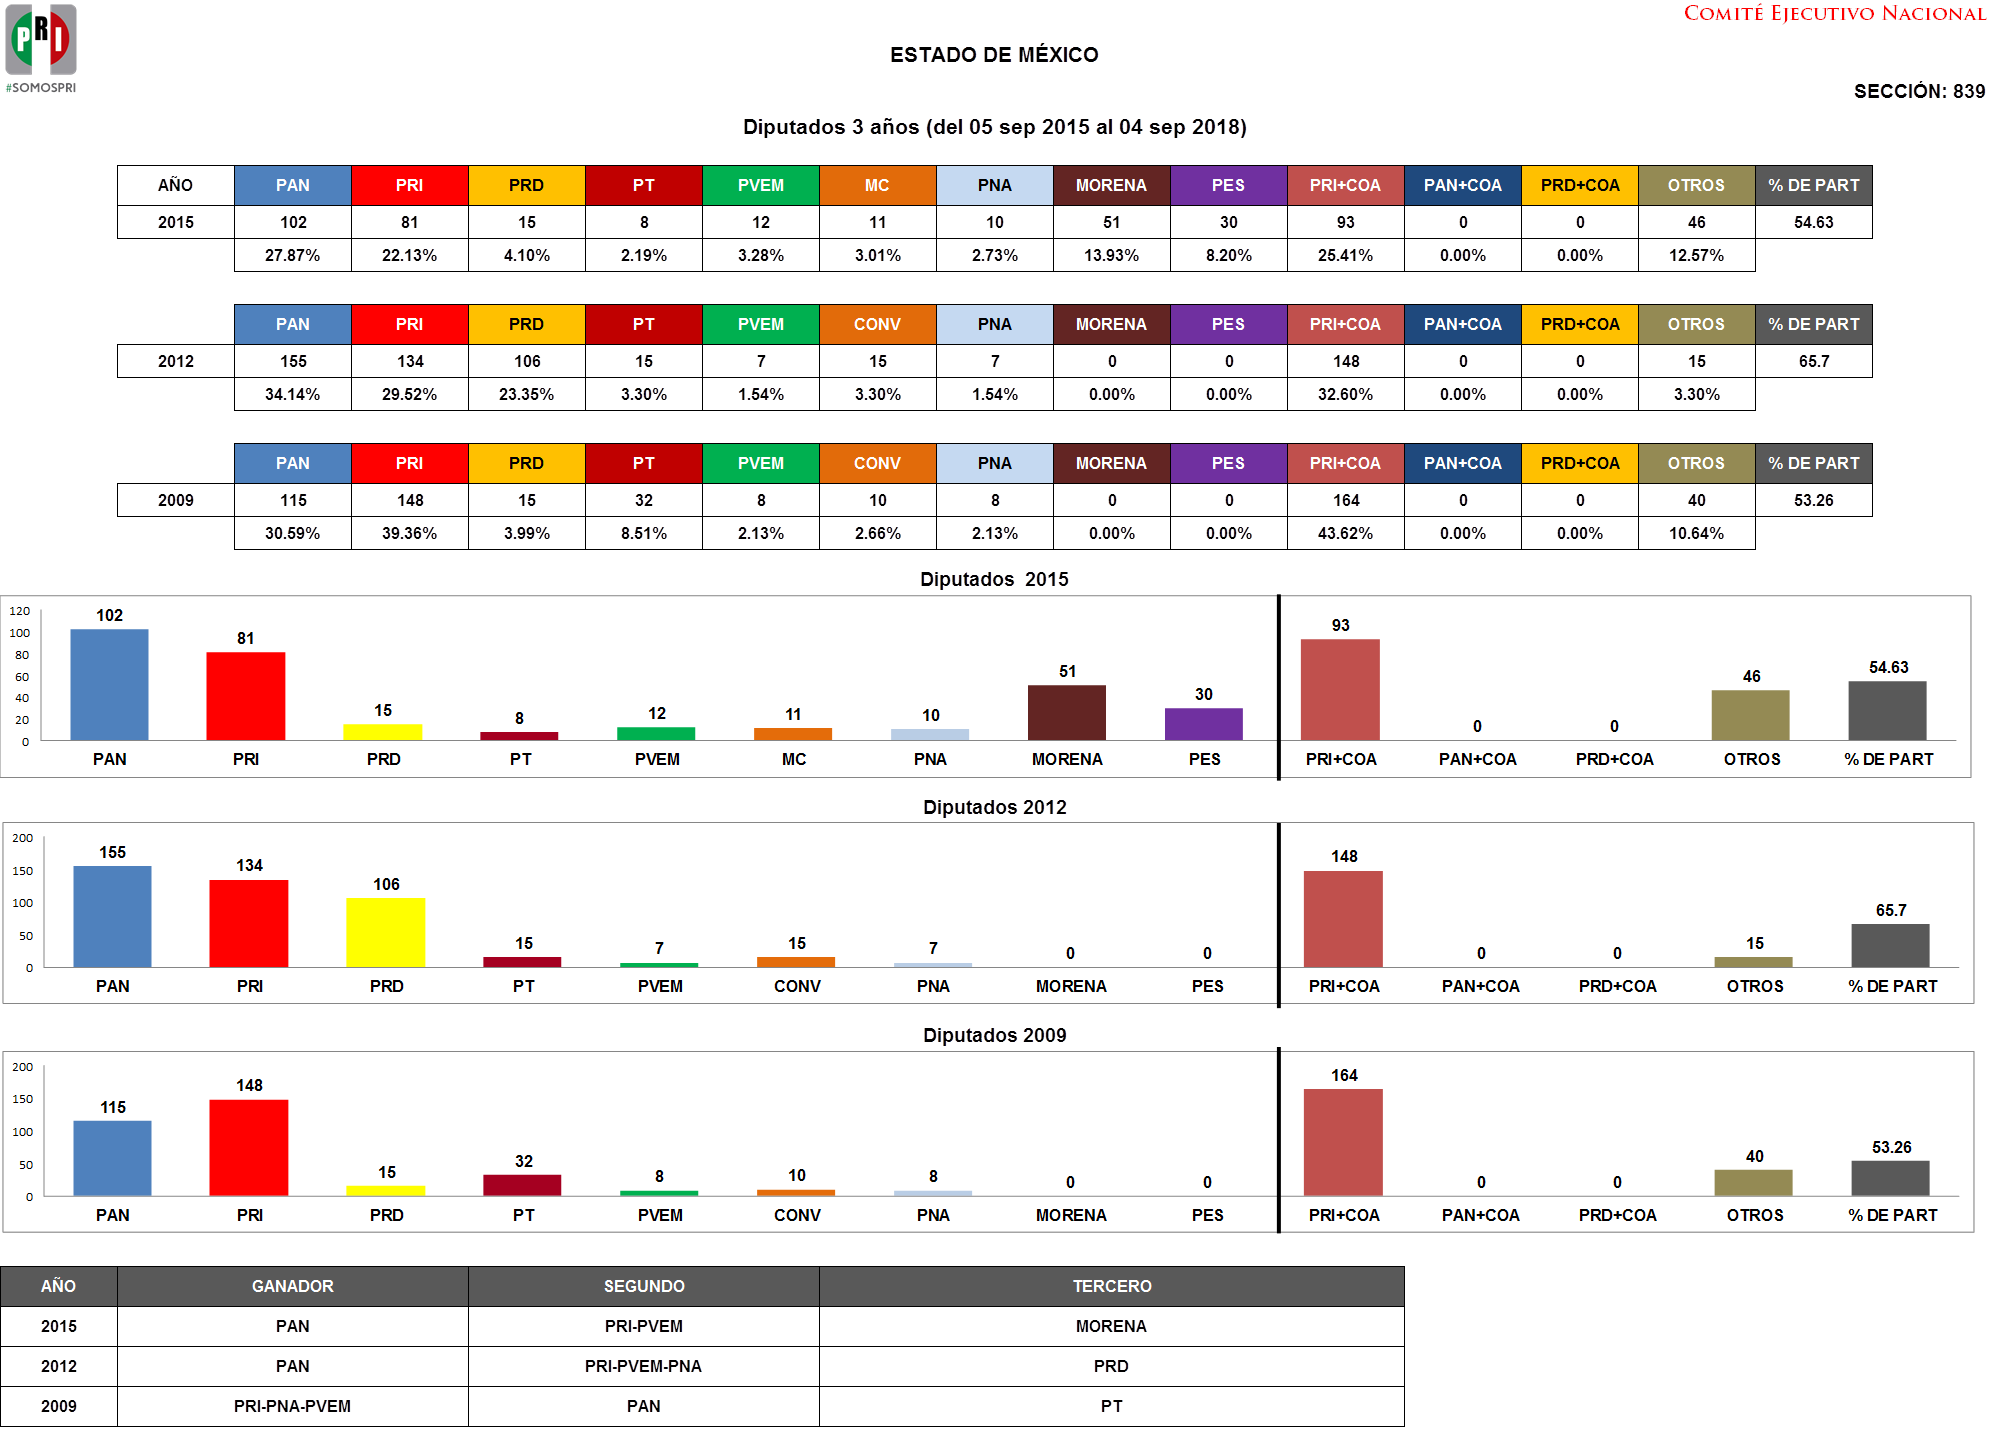 PRI
#SOMOSPRI
COMITÉ EJECUTIVO NACIONAL
ESTADO DE MÉXICO
SECCIÓN: 839
Diputados 3 años (del 05 sep 2015 al 04 sep 2018)
AÑO PAN PRI PRD PT PVEM MC PNA MORENA PES PRI+COA PAN+COA PRD+COA OTROS % DE PART
2015 102 81 15 8 12 11 10 51 30 93 0 0 46 54.63
27.87% 22.13% 4.10% 2.19% 3.28% 3.01% 2.73% 13.93% 8.20% 25.41% 0.00% 0.00% 12.57%
PAN PRI PRD PT PVEM CONV PNA MORENA PES PRI+COA PAN+COA PRD+COA OTROS % DE PART
2012 155 134 106 15 7 15 7 0 0 148 0 0 15 65.7
34.14% 29.52% 23.35% 3.30% 1.54% 3.30% 1.54% 0.00% 0.00% 32.60% 0.00% 0.00% 3.30%
PAN PRI PRD PT PVEM CONV PNA MORENA PES PRI+COA PAN+COA PRD+COA OTROS % DE PART
2009 115 148 15 32 8 10 8 0 0 164 0 0 40 53.26
30.59% 39.36% 3.99% 8.51% 2.13% 2.66% 2.13% 0.00% 0.00% 43.62% 0.00% 0.00% 10.64%
Diputados 2015
120
100
80
60
40
20
0
102 81 15 8 12 11 10 51 30 93 0 0 46 54.63
PAN PRI PRD PT PVEM MC PNA MORENA PES PRI+COA PAN+COA PRD+COA OTROS % DE PART
Diputados 2012
200
150
100
50
0
155 134 106 15 7 15 7 0 0 148 0 0 15 65.7
PAN PRI PRD PT PVEM CONV PNA MORENA PES PRI+COA PAN+COA PRD+COA OTROS % DE PART
Diputados 2009
200
150
100
50
0
115 148 15 32 8 10 8 0 0 164 0 0 40 53.26
PAN PRI PRD PT PVEM CONV PNA MORENA PES PRI+COA PAN+COA PRD+COA OTROS % DE PART
AÑO GANADOR SEGUNDO TERCERO
2015 PAN PRI-PVEM MORENA
2012 PAN PRI-PVEM-PNA PRD
2009 PRI-PNA-PVEM PAN PT